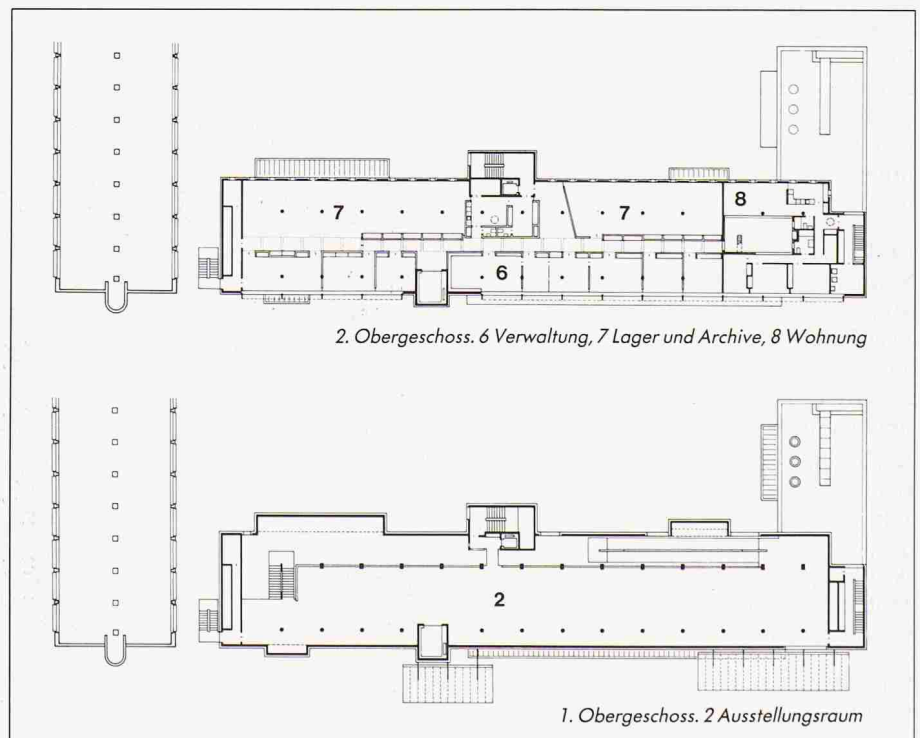 7
7
8
6
2. Obergeschoss. 6 Verwaltung, 7 Lager und Archive, 8 Wohnung
2
1. Obergeschoss. 2 Ausstellungsraum